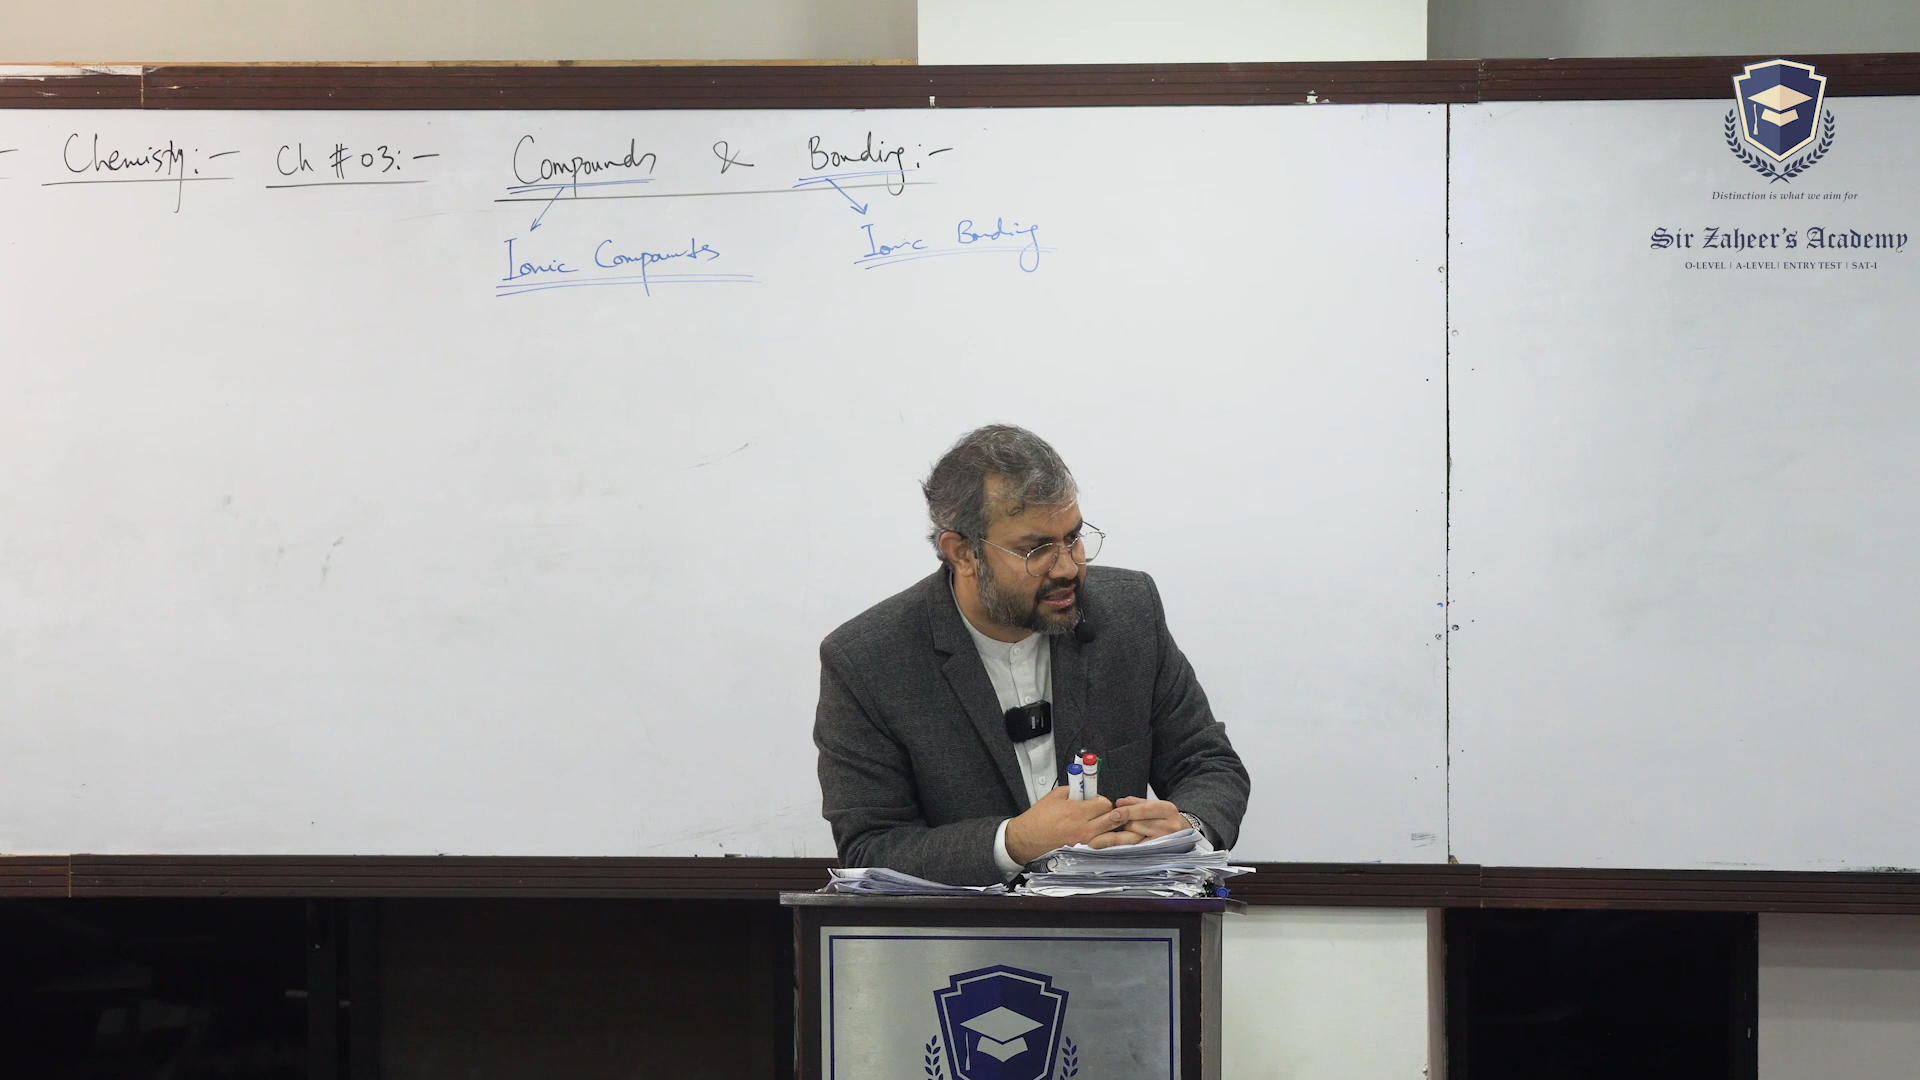 - Chemistry:- Ch # 03:- Compounds & Bonding:-
Ionic Compounds
Ionic Bonding
Distinction is what we aim for
Sir Zaheer's Academy
O-LEVEL | A-LEVEL | ENTRY TEST | SAT-I